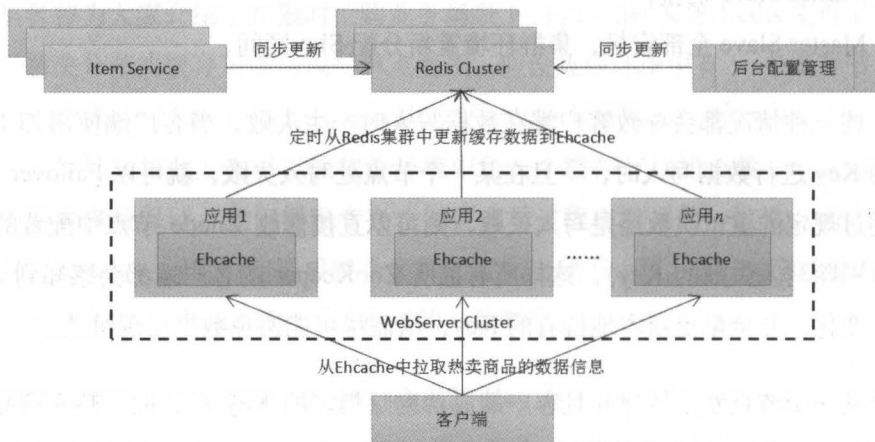 同步更新
同步更新
Item Service
Redis Cluster
后台配置管理
定时从Redis集群中更新缓存数据到Ehcache
应用1
应用2
应用n
Ehcache
Ehcache
……
Ehcache
WebServer Cluster
从Ehcache中拉取热卖商品的数据信息
客户端